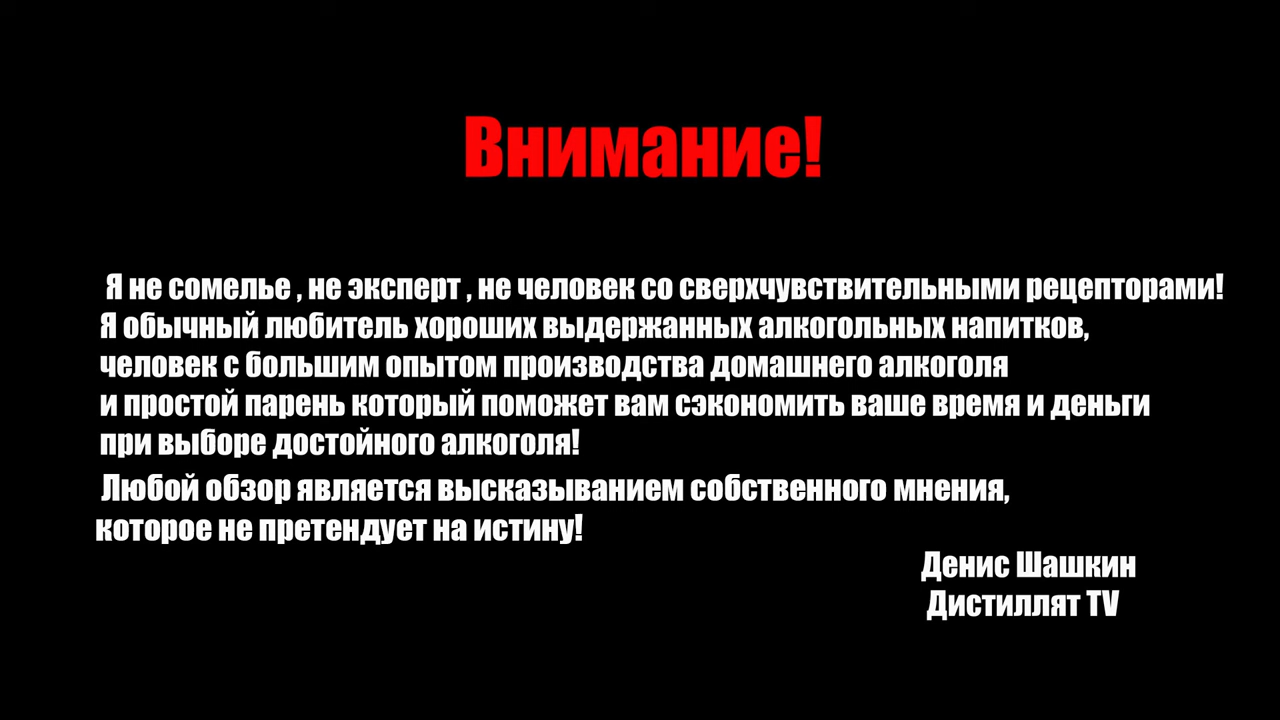 Внимание!
Я не сомелье , не эксперт , не человек со сверхчувствительными рецепторами!
Я обычный любитель хороших выдержанных алкогольных напитков,
человек с большим опытом производства домашнего алкоголя
и простой парень который поможет вам сэкономить ваше время и деньги
при выборе достойного алкоголя!
Любой обзор является высказыванием собственного мнения,
которое не претендует на истину!
Денис Шашкин
Дистиллят TV